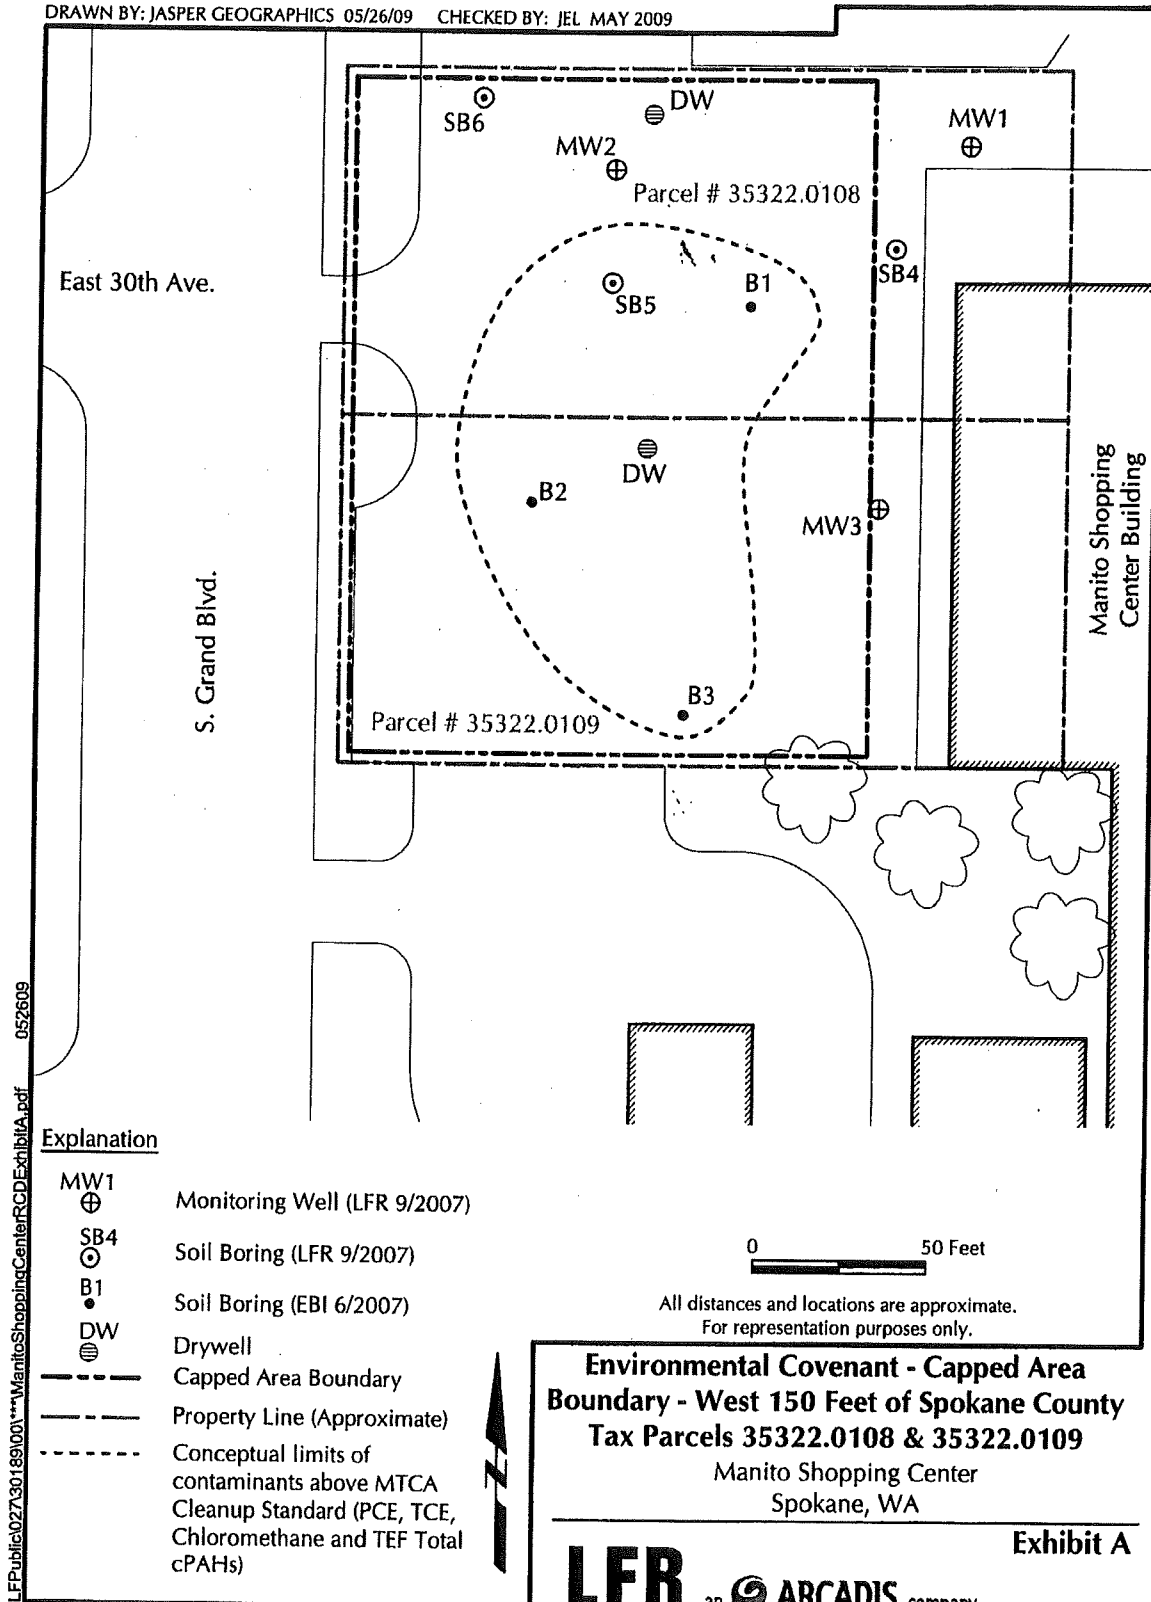 DRAWN BY: JASPER GEOGRAPHICS 05/26/09 CHECKED BY: JEL MAY 2009
SB6
DW
MW1
MW2
Parcel # 35322.0108
East 30th Ave.
SB4
B1
SB5
DW
B2
MW3
Manito Shopping
Center Building
S. Grand Blvd.
B3
Parcel # 35322.0109
LFPublic\027\30189\00\***\ManitoShoppingCenterRCDExhibitA.pdf 052609
Explanation
MW1
Monitoring Well (LFR 9/2007)
SB4
Soil Boring (LFR 9/2007)
B1
Soil Boring (EBI 6/2007)
DW
Drywell
Capped Area Boundary
Property Line (Approximate)
Conceptual limits of
contaminants above MTCA
Cleanup Standard (PCE, TCE,
Chloromethane and TEF Total
cPAHs)
N
0 50 Feet
All distances and locations are approximate.
For representation purposes only.
Environmental Covenant - Capped Area
Boundary - West 150 Feet of Spokane County
Tax Parcels 35322.0108 & 35322.0109
Manito Shopping Center
Spokane, WA
Exhibit A
LFR an ARCADIS company